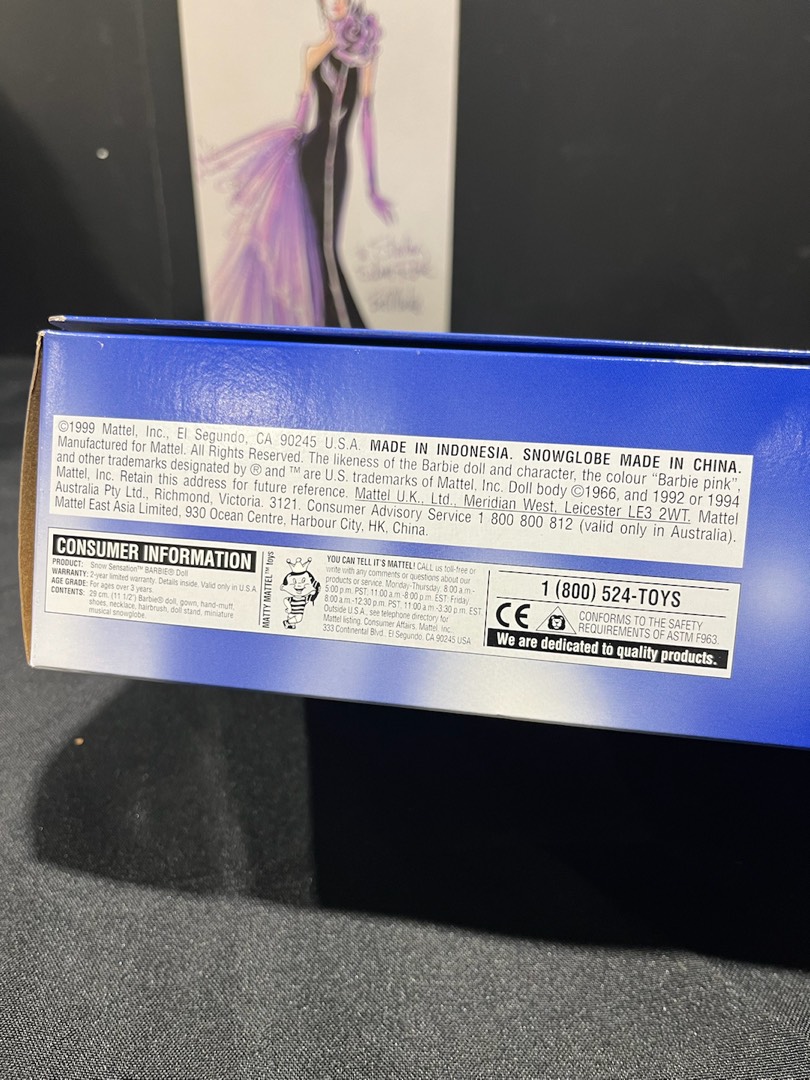 ©1999 Mattel, Inc., El Segundo, CA 90245 U.S.A. MADE IN INDONESIA. SNOWGLOBE MADE IN CHINA.
Manufactured for Mattel. All Rights Reserved. The likeness of the Barbie doll and character, the colour "Barbie pink",
and other trademarks designated by ® and ™ are U.S. trademarks of Mattel, Inc. Doll body ©1966, and 1992 or 1994
Mattel, Inc. Retain this address for future reference. Mattel U.K., Ltd., Meridian West, Leicester LE3 2WT. Mattel
Australia Pty Ltd., Richmond, Victoria. 3121. Consumer Advisory Service 1 800 800 812 (valid only in Australia).
Mattel East Asia Limited, 930 Ocean Centre, Harbour City, HK, China.
CONSUMER INFORMATION
PRODUCT: Snow Sensation™ BARBIE® Doll
WARRANTY: 2-year limited warranty. Details inside. Valid only in U.S.A.
AGE GRADE: For ages over 3 years.
CONTENTS: 29 cm. (11 1/2") Barbie® doll, gown, hand-muff,
shoes, necklace, hairbrush, doll stand, miniature
musical snowglobe.
MATTY MATTEL™ toys
YOU CAN TELL IT'S MATTEL! CALL us toll-free or
write with any comments or questions about our
products or service. Monday-Thursday, 8:00 a.m.-
5:00 p.m. PST; 11:00 a.m.-8:00 p.m. EST; Friday
8:00 a.m.-12:30 p.m. PST; 11:00 a.m.-3:30 p.m. EST.
Outside U.S.A. see telephone directory for
Mattel listing. Consumer Affairs, Mattel, Inc.,
333 Continental Blvd., El Segundo, CA 90245 USA
1 (800) 524-TOYS
CE
CONFORMS TO THE SAFETY
REQUIREMENTS OF ASTM F963.
We are dedicated to quality products.